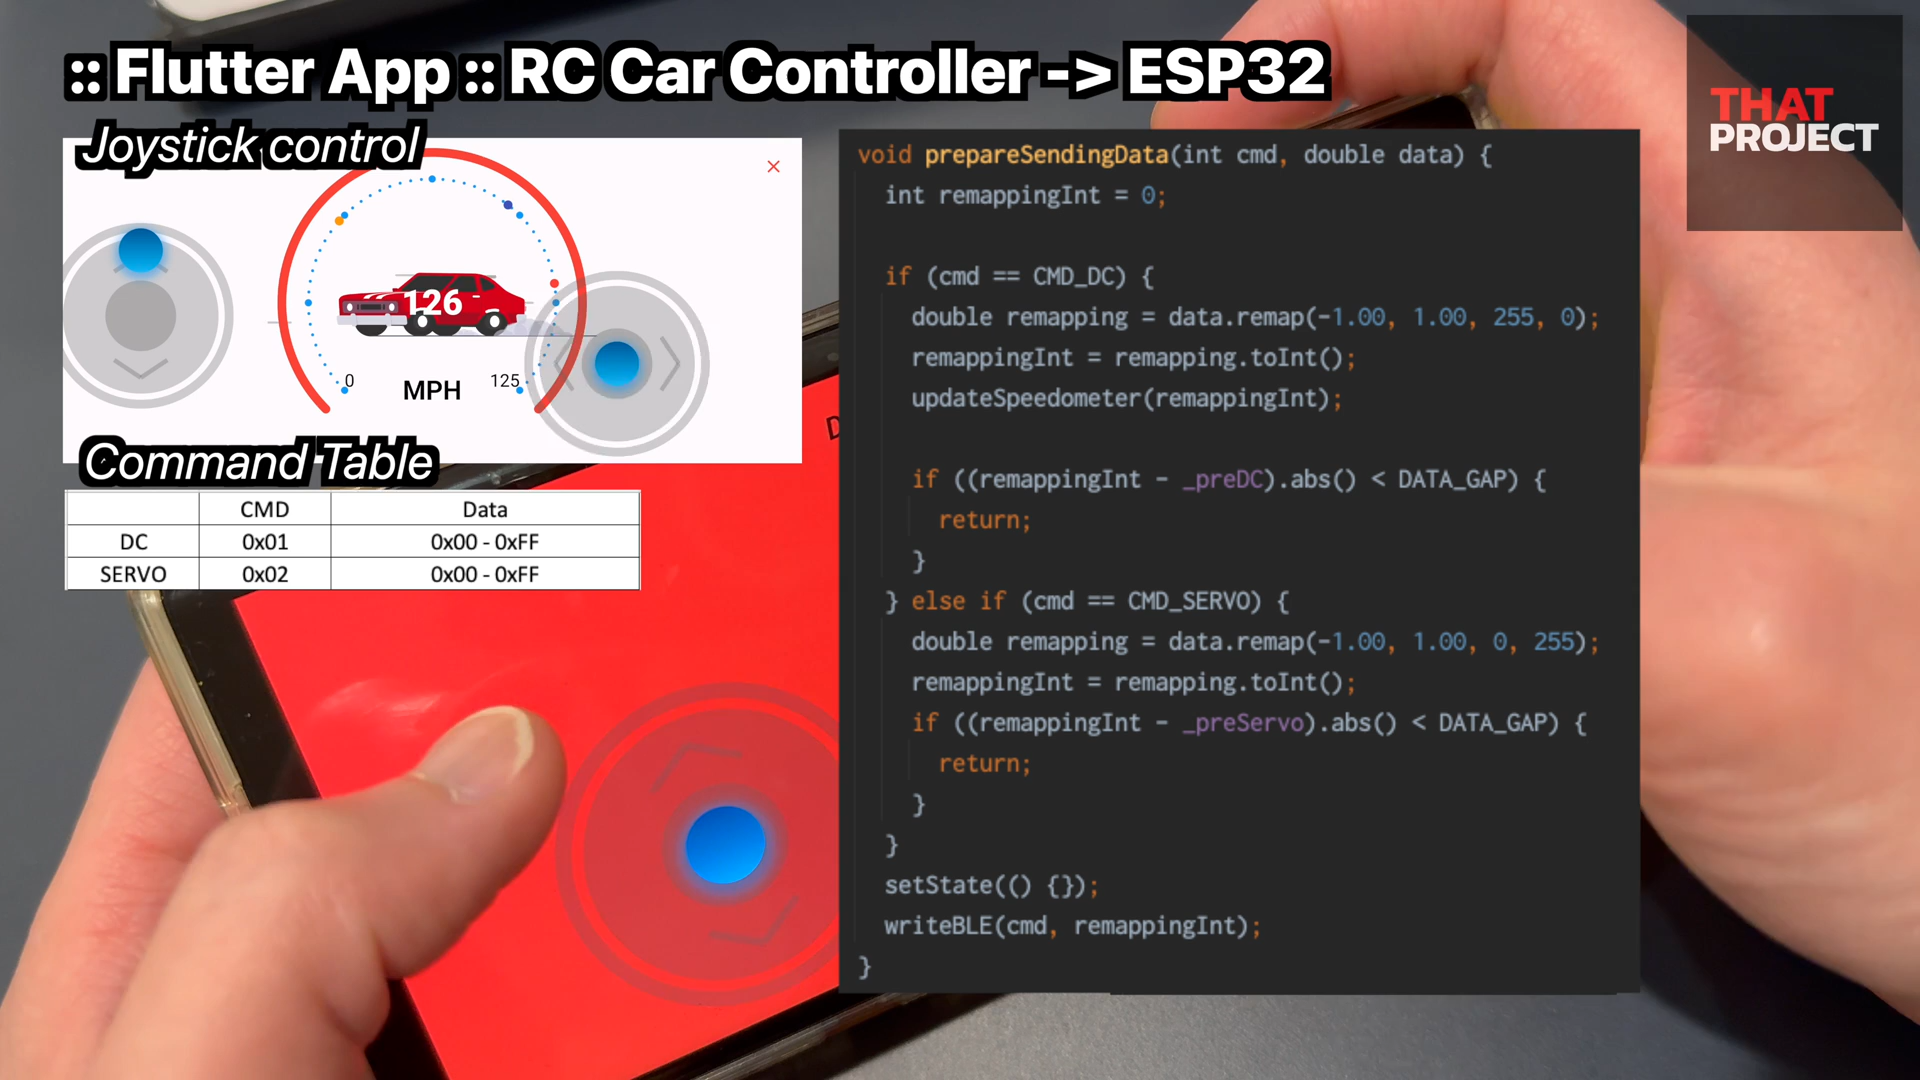 :: Flutter App :: RC Car Controller -> ESP32
THAT
PROJECT
Joystick control
126
0
125
MPH
Command Table
CMD Data
DC 0x01 0x00 - 0xFF
SERVO 0x02 0x00 - 0xFF
void prepareSendingData(int cmd, double data) {
int remappingInt = 0;
if (cmd == CMD_DC) {
double remapping = data.remap(-1.00, 1.00, 255, 0);
remappingInt = remapping.toInt();
updateSpeedometer(remappingInt);
if ((remappingInt - _preDC).abs() < DATA_GAP) {
return;
}
} else if (cmd == CMD_SERVO) {
double remapping = data.remap(-1.00, 1.00, 0, 255);
remappingInt = remapping.toInt();
if ((remappingInt - _preServo).abs() < DATA_GAP) {
return;
}
}
setState(() {});
writeBLE(cmd, remappingInt);
}